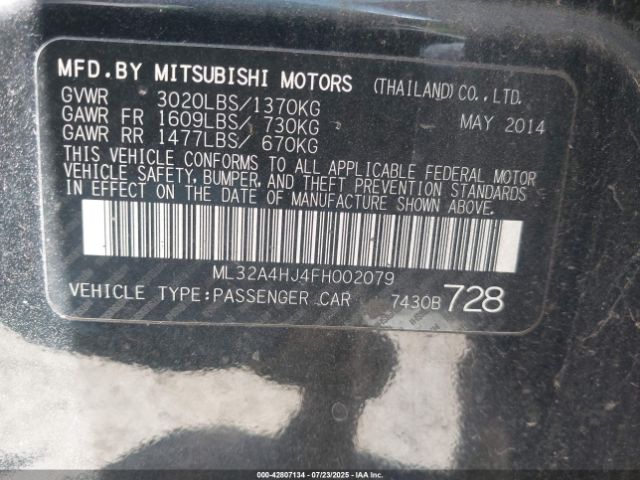 MFD.BY MITSUBISHI MOTORS (THAILAND)CO.,LTD.
GVWR 3020LBS/1370KG
GAWR FR 1609LBS/ 730KG MAY 2014
GAWR RR 1477LBS/ 670KG
THIS VEHICLE CONFORMS TO ALL APPLICABLE FEDERAL MOTOR
VEHICLE SAFETY, BUMPER, AND THEFT PREVENTION STANDARDS
IN EFFECT ON THE DATE OF MANUFACTURE SHOWN ABOVE.
ML32A4HJ4FH002079
VEHICLE TYPE:PASSENGER CAR 7430B 728
000-42807134 - 07/23/2025 - IAAI.COM